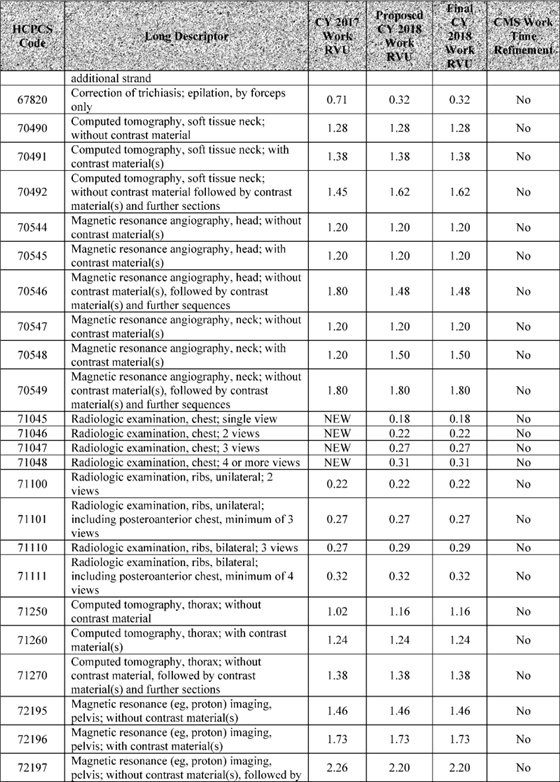 HCPCS Code Long Descriptor CY 2017 Work RVU Proposed CY 2018 Work RVU Final CY 2018 Work RVU CMS Work Time Refinement
additional strand
67820 Correction of trichiasis; epilation, by forceps 0.71 0.32 0.32 No
only
70490 Computed tomography, soft tissue neck; 1.28 1.28 1.28 No
without contrast material
70491 Computed tomography, soft tissue neck; with 1.38 1.38 1.38 No
contrast material(s)
70492 Computed tomography, soft tissue neck; 1.45 1.62 1.62 No
without contrast material followed by contrast
material(s) and further sections
70544 Magnetic resonance angiography, head; without 1.20 1.20 1.20 No
contrast material(s)
70545 Magnetic resonance angiography, head; with 1.20 1.20 1.20 No
contrast material(s)
70546 Magnetic resonance angiography, head; without 1.80 1.48 1.48 No
contrast material(s), followed by contrast
material(s) and further sequences
70547 Magnetic resonance angiography, neck; without 1.20 1.20 1.20 No
contrast material(s)
70548 Magnetic resonance angiography, neck; with 1.20 1.50 1.50 No
contrast material(s)
70549 Magnetic resonance angiography, neck; without 1.80 1.80 1.80 No
contrast material(s), followed by contrast
material(s) and further sequences
71045 Radiologic examination, chest; single view NEW 0.18 0.18 No
71046 Radiologic examination, chest; 2 views NEW 0.22 0.22 No
71047 Radiologic examination, chest; 3 views NEW 0.27 0.27 No
71048 Radiologic examination, chest; 4 or more views NEW 0.31 0.31 No
71100 Radiologic examination, ribs, unilateral; 2 0.22 0.22 0.22 No
views
71101 Radiologic examination, ribs, unilateral; 0.27 0.27 0.27 No
including posteroanterior chest, minimum of 3
views
71110 Radiologic examination, ribs, bilateral; 3 views 0.27 0.29 0.29 No
71111 Radiologic examination, ribs, bilateral; 0.32 0.32 0.32 No
including posteroanterior chest, minimum of 4
views
71250 Computed tomography, thorax; without 1.02 1.16 1.16 No
contrast material
71260 Computed tomography, thorax; with contrast 1.24 1.24 1.24 No
material(s)
71270 Computed tomography, thorax; without 1.38 1.38 1.38 No
contrast material, followed by contrast
material(s) and further sections
72195 Magnetic resonance (eg, proton) imaging, 1.46 1.46 1.46 No
pelvis; without contrast material(s)
72196 Magnetic resonance (eg, proton) imaging, 1.73 1.73 1.73 No
pelvis; with contrast material(s)
72197 Magnetic resonance (eg, proton) imaging, 2.26 2.20 2.20 No
pelvis; without contrast material(s), followed by